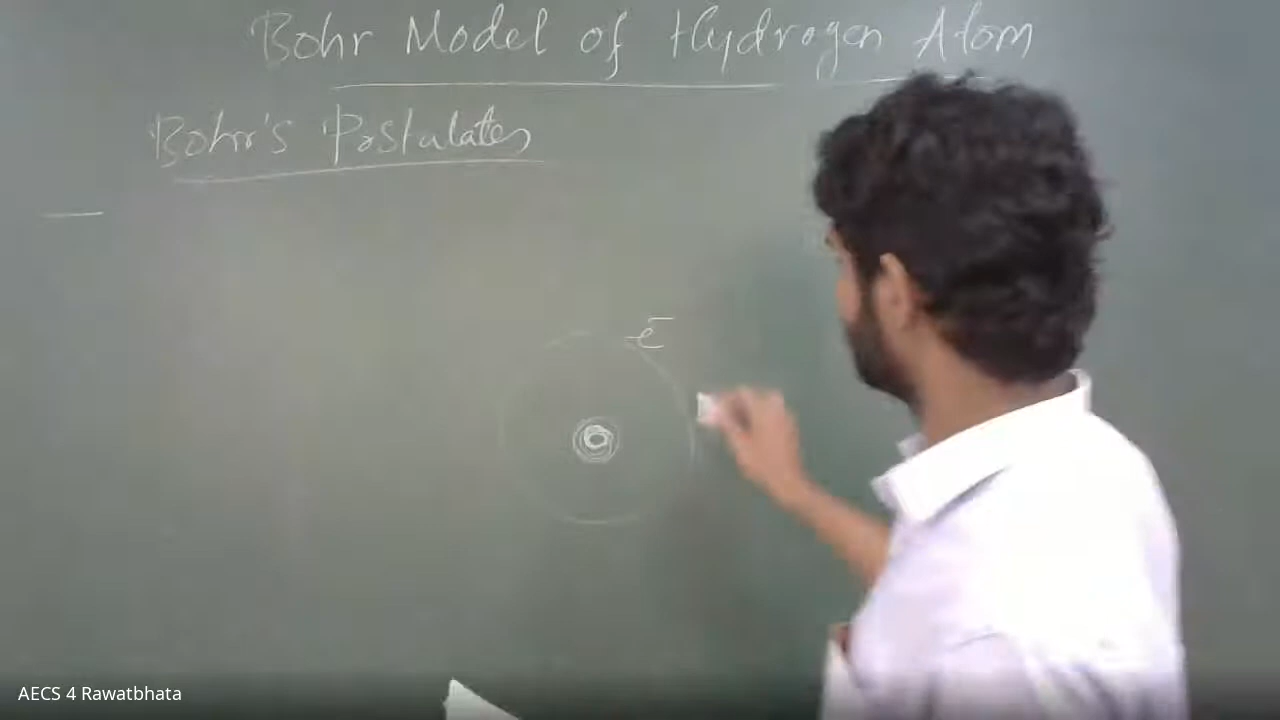 Bohr Model of Hydrogen Atom
Bohr's Postulates
e-
AECS 4 Rawatbhata